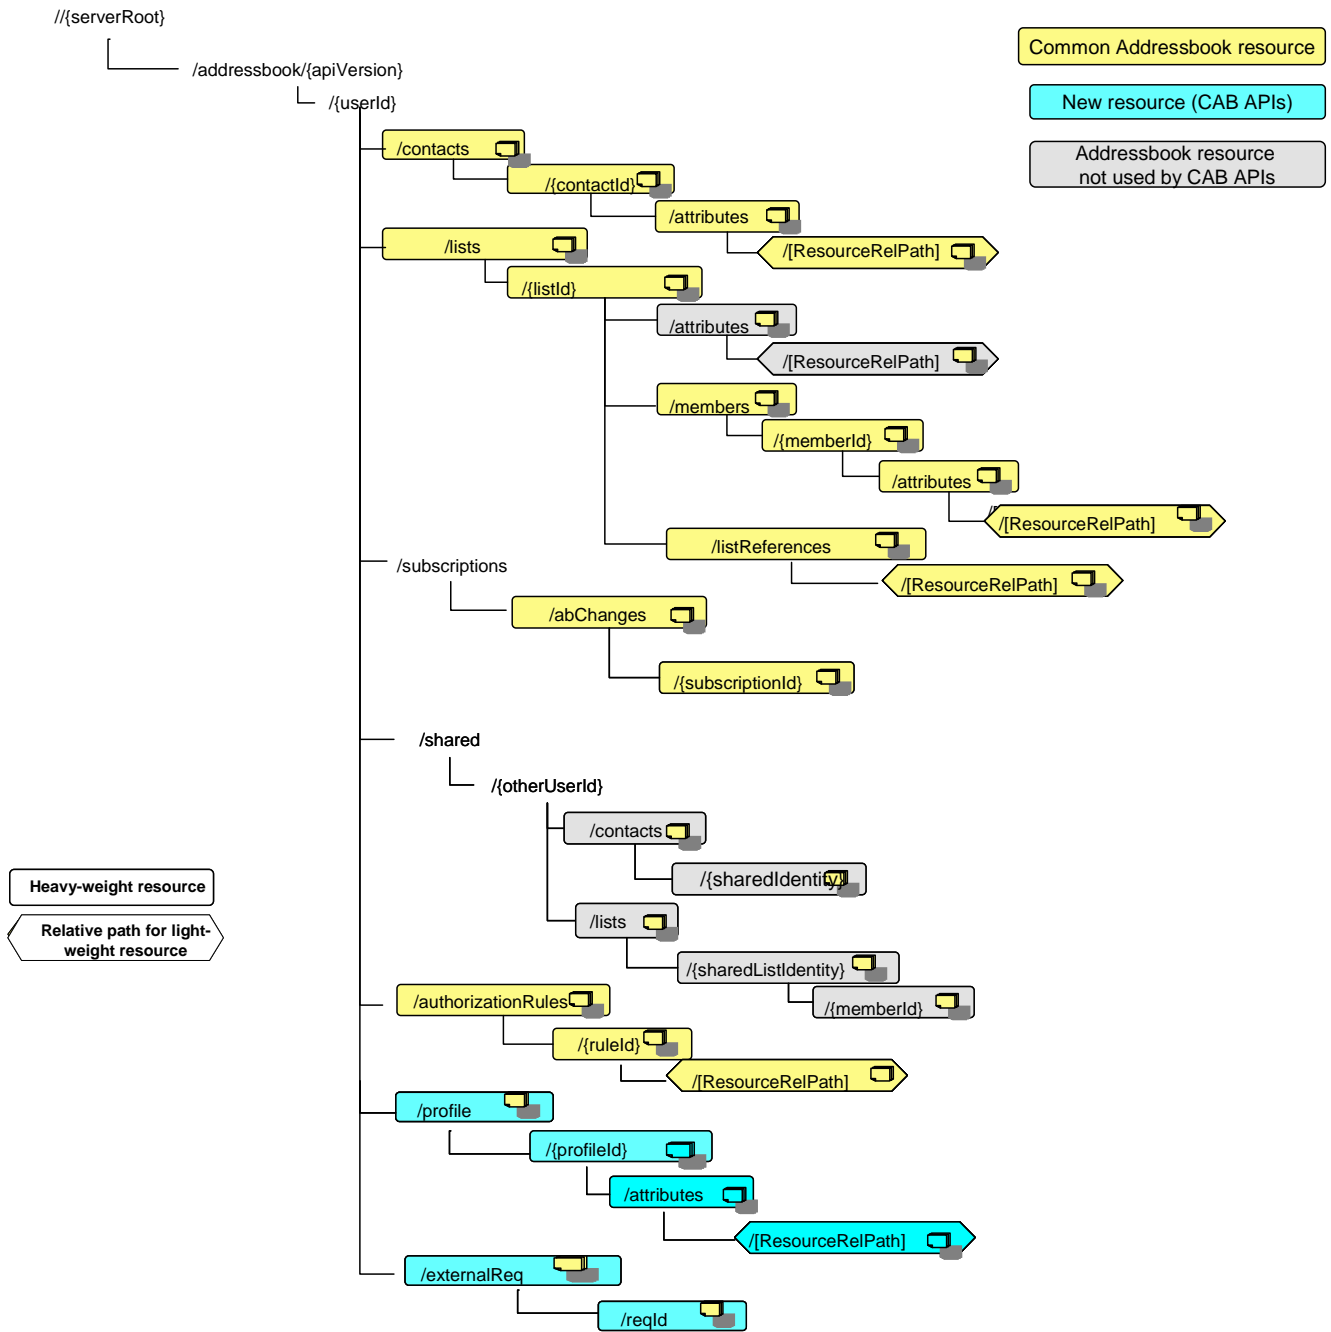 //{serverRoot}
/addressbook/{apiVersion}
/{userId}
Common Addressbook resource
New resource (CAB APIs)
Addressbook resource
not used by CAB APIs
/contacts
/{contactId}
/attributes
/[ResourceRelPath]
/lists
/{listId}
/attributes
/[ResourceRelPath]
/members
/{memberId}
/attributes
/[ResourceRelPath]
/listReferences
/[ResourceRelPath]
/subscriptions
/abChanges
/{subscriptionId}
/shared
/{otherUserId}
/contacts
/{sharedIdentity}
/lists
/{sharedListIdentity}
/{memberId}
Heavy-weight resource
Relative path for light-
weight resource
/authorizationRules
/{ruleId}
/[ResourceRelPath]
/profile
/{profileId}
/attributes
/[ResourceRelPath]
/externalReq
/reqId